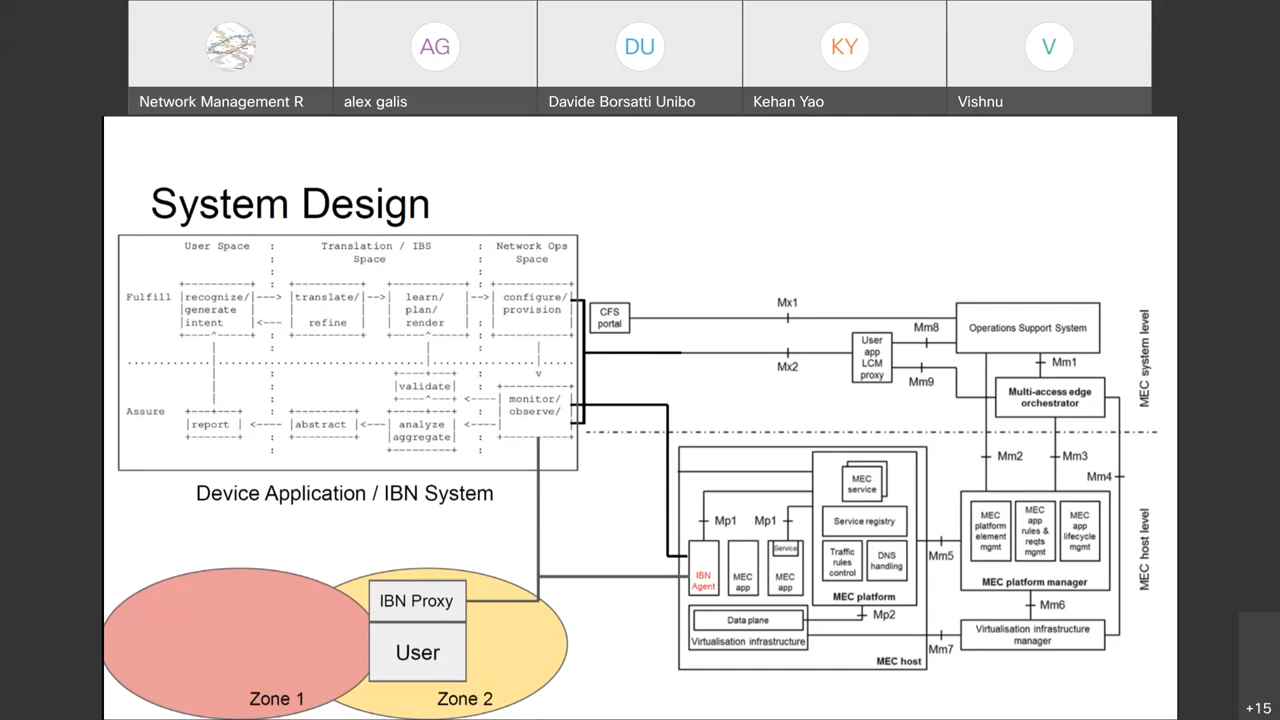 Network Management R
AG
alex galis
DU
Davide Borsatti Unibo
KY
Kehan Yao
V
Vishnu
System Design
User Space : Translation / IBS : Network Ops
: Space : Space
Fulfill
recognize/
generate
intent
translate/
refine
learn/
plan/
render
configure/
provision
validate
monitor/
observe/
Assure
report
abstract
analyze
aggregate
Device Application / IBN System
CFS
portal
Mx1
Mx2
User
app
LCM
proxy
Mm8
Mm9
Operations Support System
Mm1
Multi-access edge
orchestrator
MEC system level
Mm2
Mm3
Mm4
MEC
service
Mp1
Mp1
Service registry
IBN
Agent
MEC
app
Service
MEC
app
Traffic
rules
control
DNS
handling
MEC platform
Mm5
MEC
platform
element
mgmt
MEC
app
rules &
reqts
mgmt
MEC
app
lifecycle
mgmt
MEC platform manager
MEC host level
Data plane
Virtualisation infrastructure
Mp2
Mm6
Mm7
Virtualisation infrastructure
manager
MEC host
IBN Proxy
User
Zone 1
Zone 2
+15